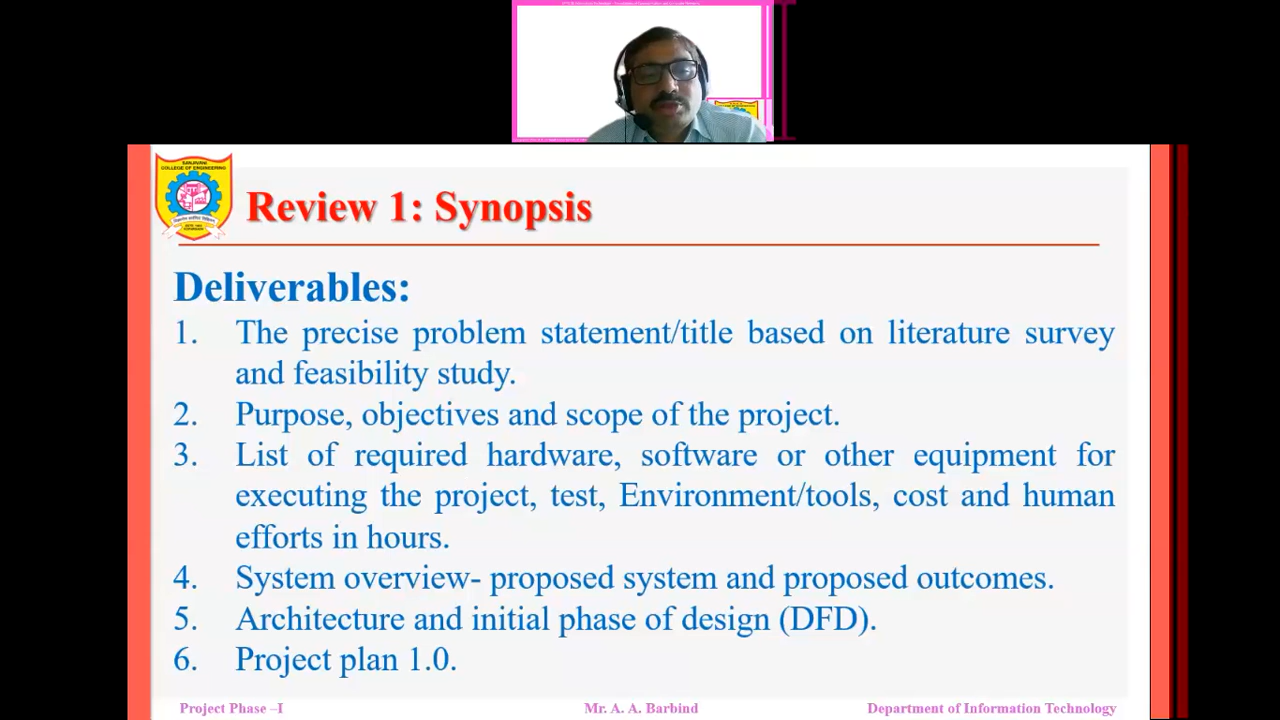 SANJIVANI
COLLEGE OF ENGINEERING
Review 1: Synopsis
Deliverables:
1. The precise problem statement/title based on literature survey
and feasibility study.
2. Purpose, objectives and scope of the project.
3. List of required hardware, software or other equipment for
executing the project, test, Environment/tools, cost and human
efforts in hours.
4. System overview- proposed system and proposed outcomes.
5. Architecture and initial phase of design (DFD).
6. Project plan 1.0.
Project Phase –I
Mr. A. A. Barbind
Department of Information Technology